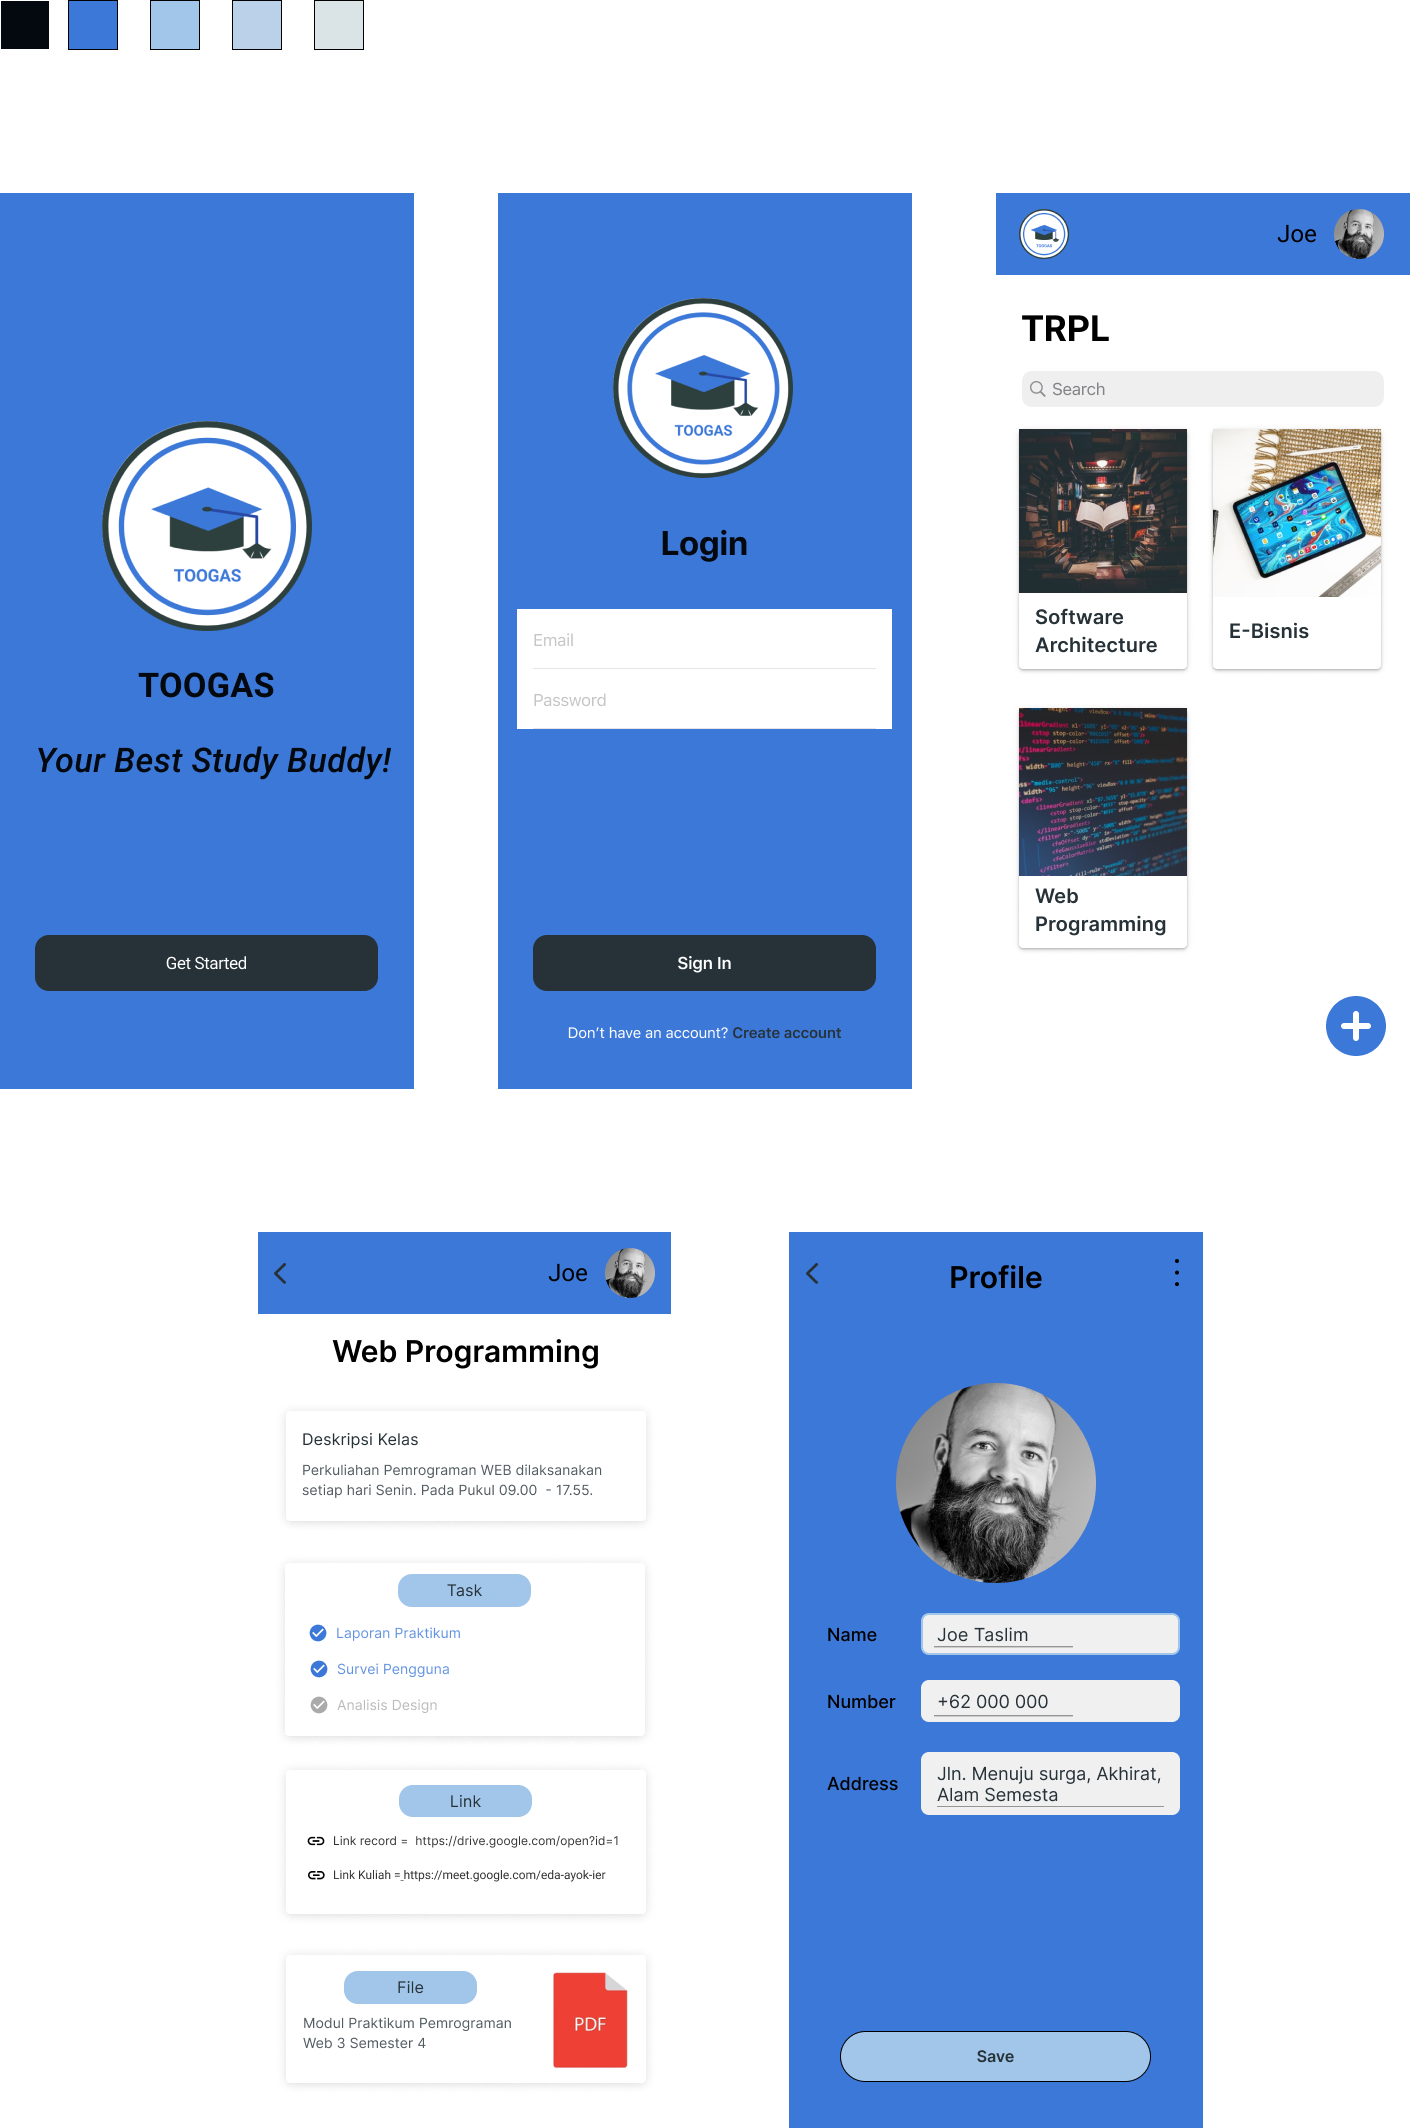 TOOGAS
TOOGAS
Your Best Study Buddy!
Get Started
TOOGAS
Login
Email
Password
Sign In
Don't have an account? Create account
TOOGAS
Joe
TRPL
Search
Software
Architecture
E-Bisnis
Web
Programming
Joe
Web Programming
Deskripsi Kelas
Perkuliahan Pemrograman WEB dilaksanakan
setiap hari Senin. Pada Pukul 09.00 - 17.55.
Task
Laporan Praktikum
Survei Pengguna
Analisis Design
Link
Link record = https://drive.google.com/open?id=1
Link Kuliah = https://meet.google.com/eda-ayok-ier
File
Modul Praktikum Pemrograman
Web 3 Semester 4
PDF
Profile
Name
Joe Taslim
Number
+62 000 000
Address
Jln. Menuju surga, Akhirat,
Alam Semesta
Save